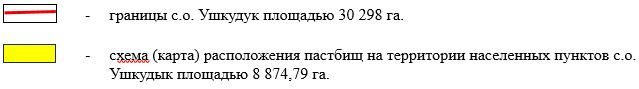 - границы с.о. Ушкудук площадью 30 298 га.
- схема (карта) расположения пастбищ на территории населенных пунктов с.о.
Ушкудык площадью 8 874,79 га.